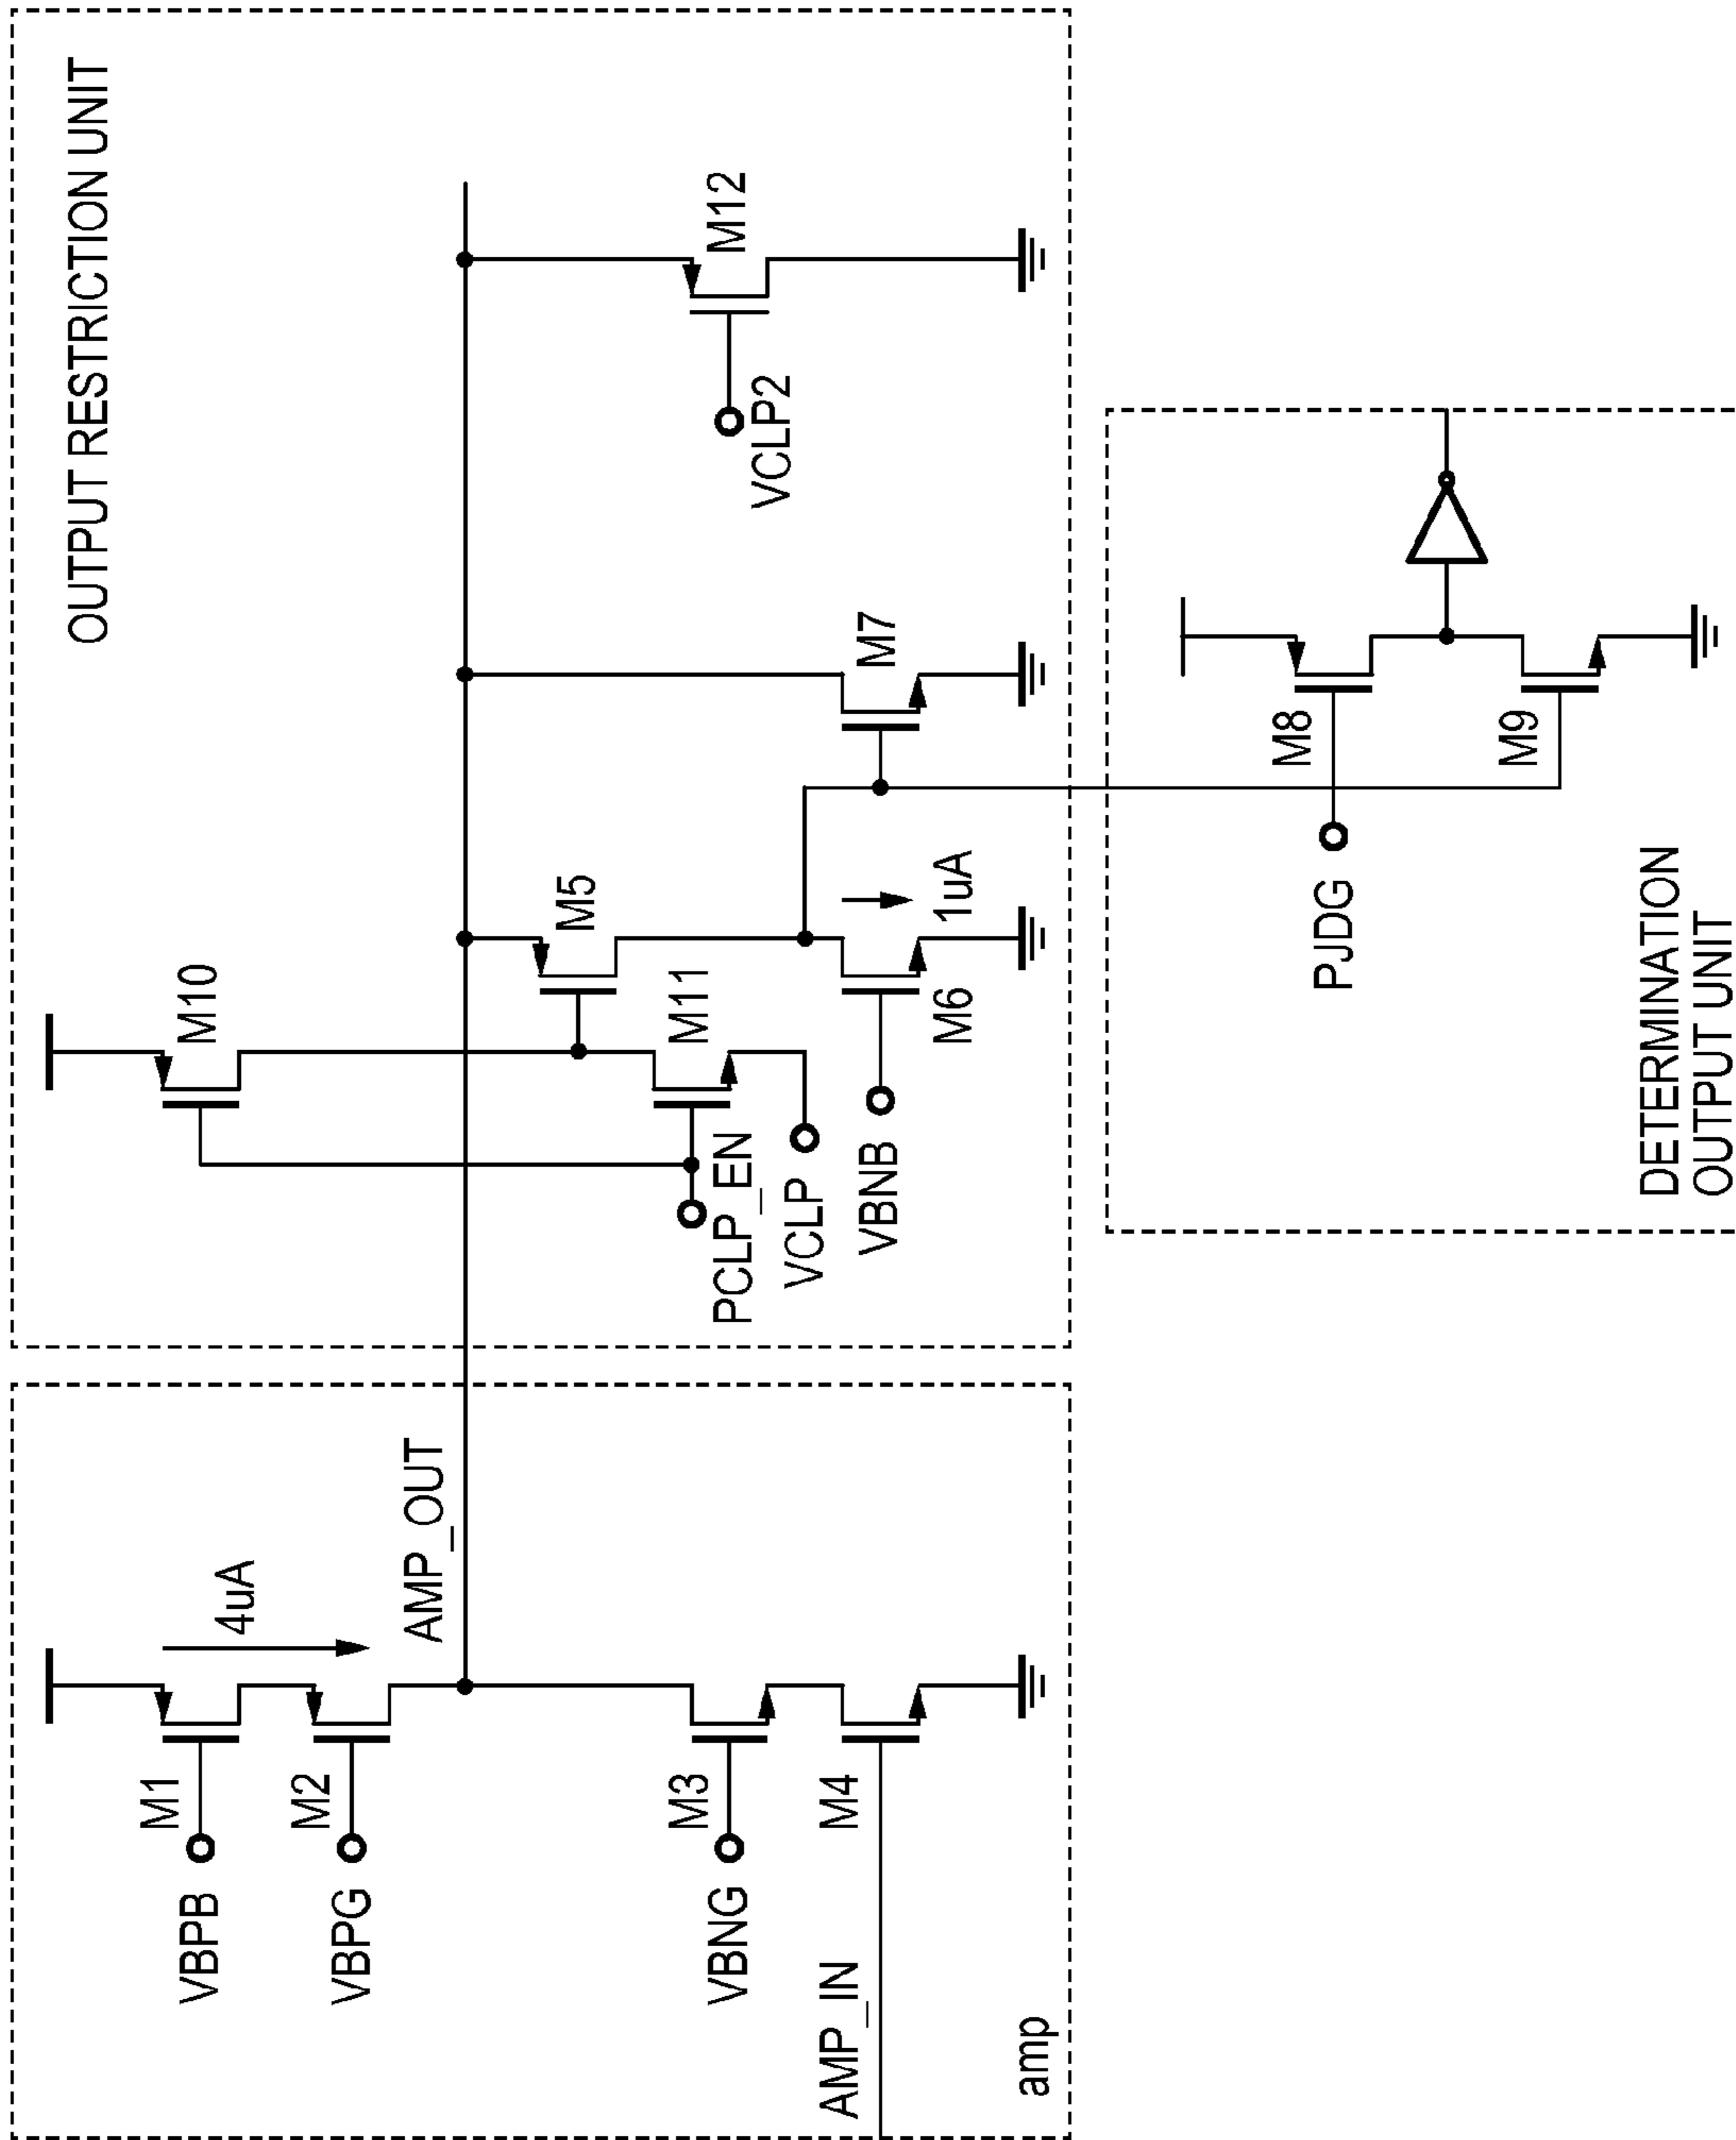 OUTPUT RESTRICTION UNIT
M10
M5
M11
PCLP_EN
VCLP
VBNB
M6
1uA
M7
VCLP2
M12
4uA
AMP_OUT
M1
VBPB
M2
VBPG
M3
VBNG
M4
AMP_IN
amp
M8
PJDG
M9
DETERMINATION
OUTPUT UNIT